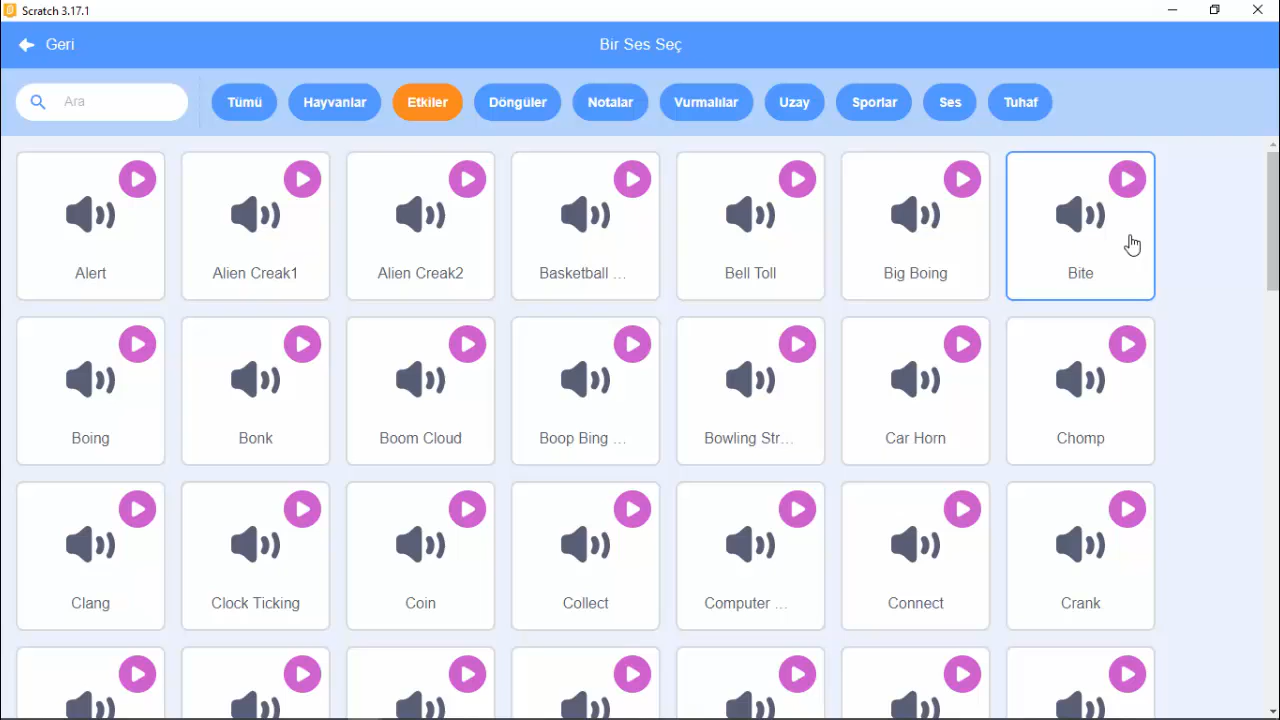 Scratch 3.17.1
Geri
Bir Ses Seç
Ara
Tümü
Hayvanlar
Etkiler
Döngüler
Notalar
Vurmalılar
Uzay
Sporlar
Ses
Tuhaf
Alert
Alien Creak1
Alien Creak2
Basketball ...
Bell Toll
Big Boing
Bite
Boing
Bonk
Boom Cloud
Boop Bing ...
Bowling Str...
Car Horn
Chomp
Clang
Clock Ticking
Coin
Collect
Computer ...
Connect
Crank